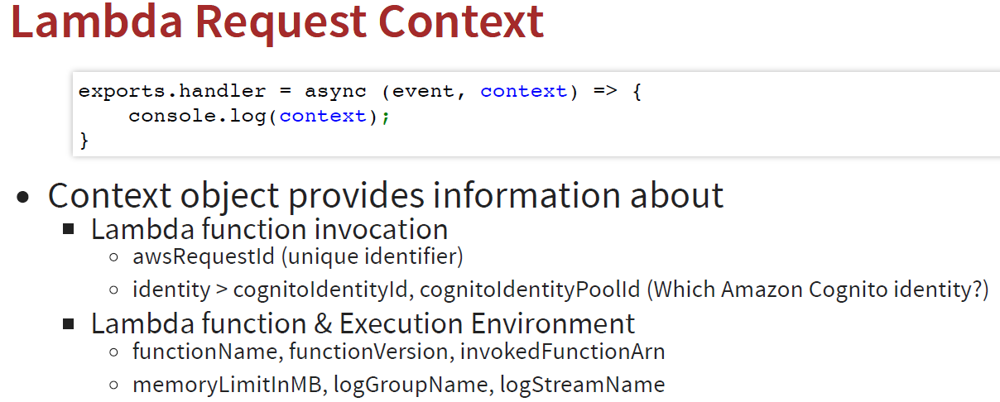 Lambda Request Context
exports.handler = async (event, context) => {
    console.log(context);
}
• Context object provides information about
▪ Lambda function invocation
◦ awsRequestId (unique identifier)
◦ identity > cognitoIdentityId, cognitoIdentityPoolId (Which Amazon Cognito identity?)
▪ Lambda function & Execution Environment
◦ functionName, functionVersion, invokedFunctionArn
◦ memoryLimitInMB, logGroupName, logStreamName